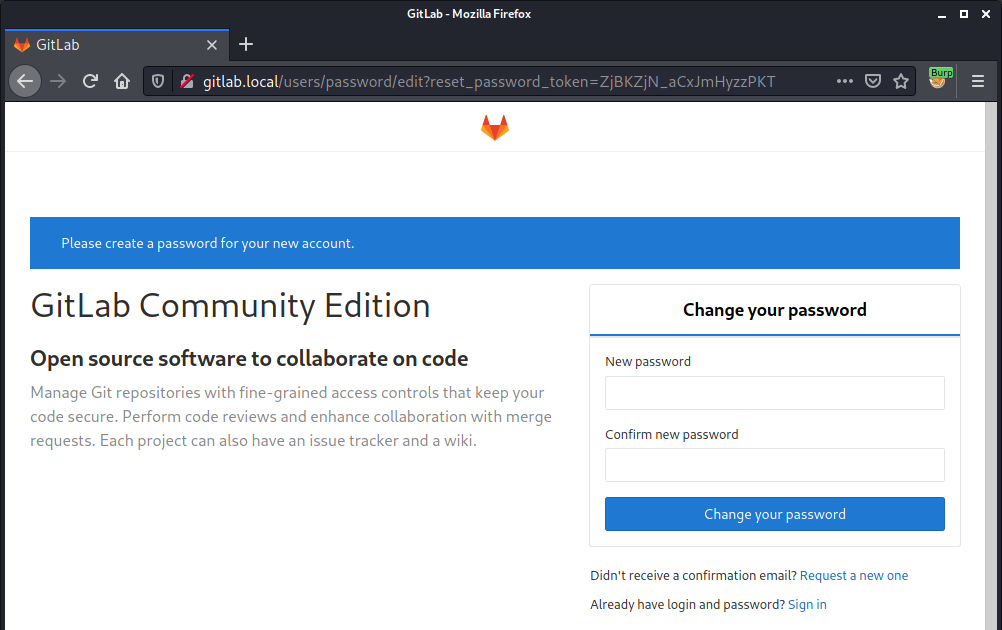 GitLab - Mozilla Firefox
GitLab
gitlab.local/users/password/edit?reset_password_token=ZjBKZjN_aCxJmHyzzPKT
Burp
Please create a password for your new account.
GitLab Community Edition
Open source software to collaborate on code
Manage Git repositories with fine-grained access controls that keep your
code secure. Perform code reviews and enhance collaboration with merge
requests. Each project can also have an issue tracker and a wiki.
Change your password
New password
Confirm new password
Change your password
Didn't receive a confirmation email? Request a new one
Already have login and password? Sign in